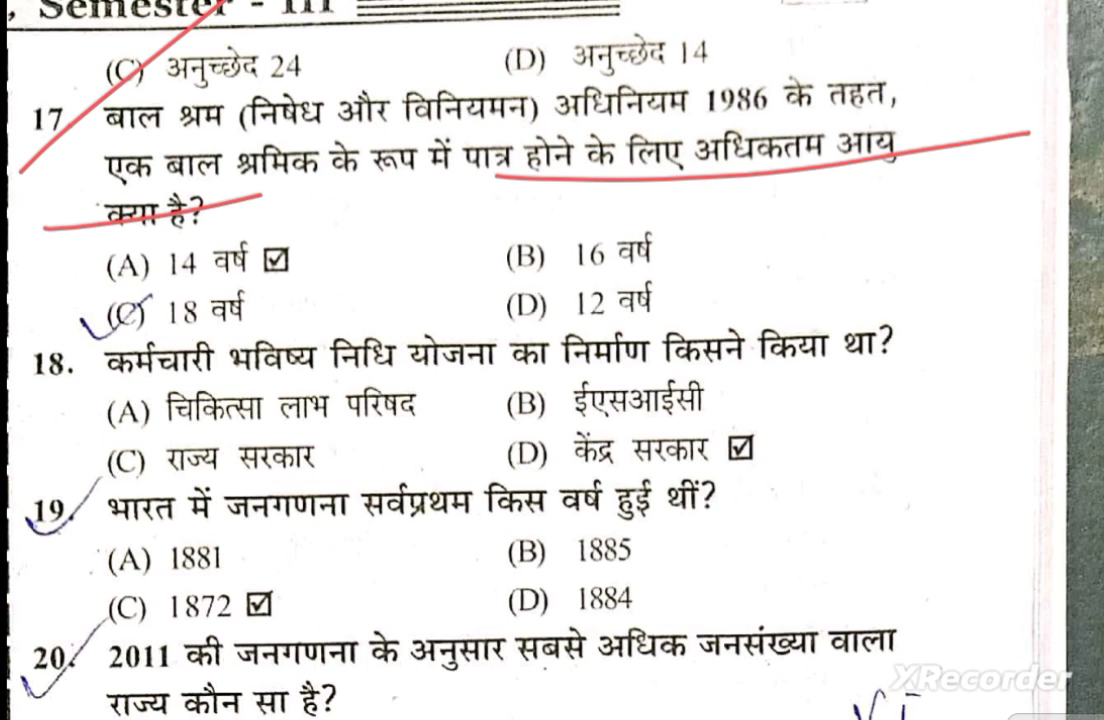 , Semester - III
(C) अनुच्छेद 24 (D) अनुच्छेद 14
17 बाल श्रम (निषेध और विनियमन) अधिनियम 1986 के तहत,
एक बाल श्रमिक के रूप में पात्र होने के लिए अधिकतम आयु
क्या है?
(A) 14 वर्ष ☑ (B) 16 वर्ष
(C) 18 वर्ष (D) 12 वर्ष
18. कर्मचारी भविष्य निधि योजना का निर्माण किसने किया था?
(A) चिकित्सा लाभ परिषद (B) ईएसआईसी
(C) राज्य सरकार (D) केंद्र सरकार ☑
19. भारत में जनगणना सर्वप्रथम किस वर्ष हुई थीं?
(A) 1881 (B) 1885
(C) 1872 ☑ (D) 1884
20. 2011 की जनगणना के अनुसार सबसे अधिक जनसंख्या वाला
राज्य कौन सा है?
XRecorder